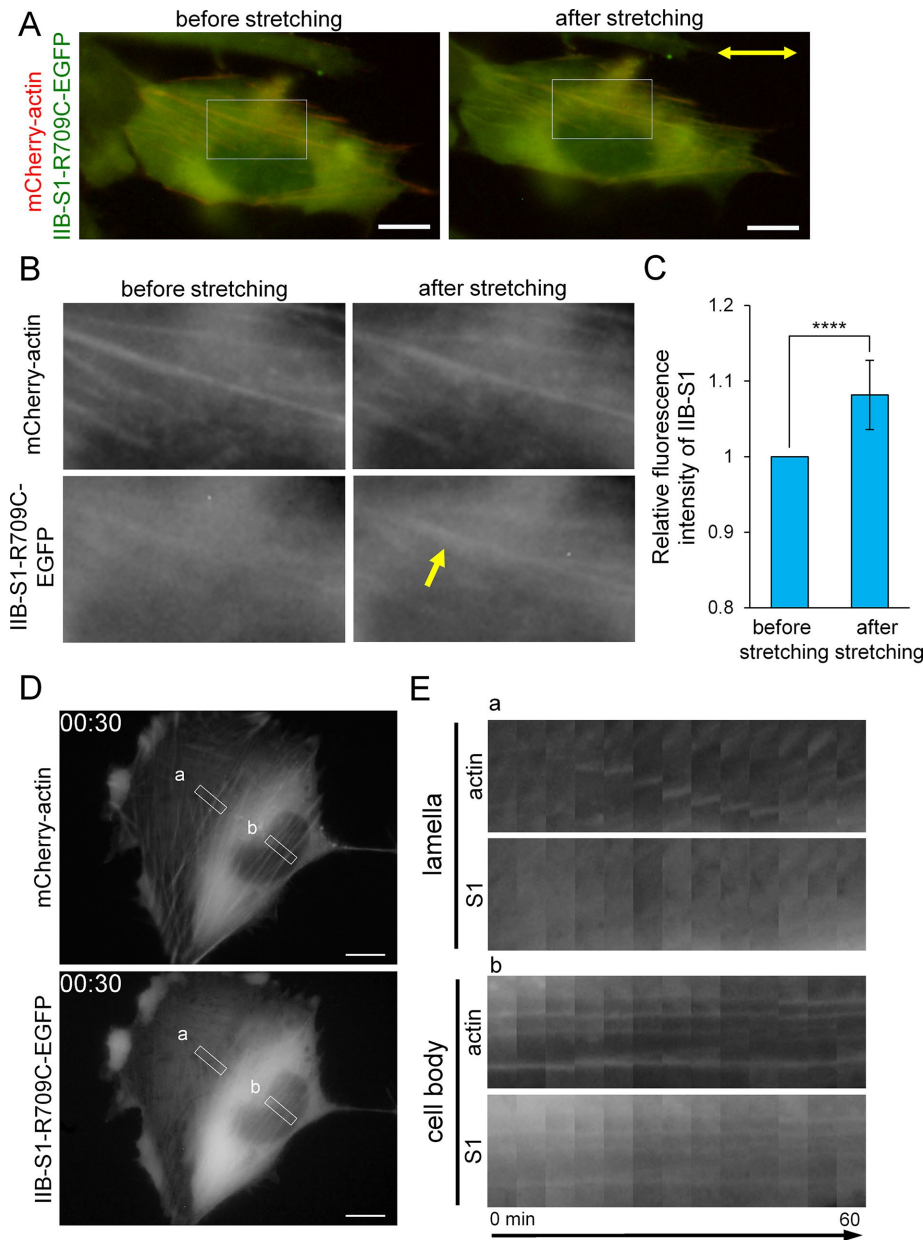 A
before stretching
after stretching
mCherry-actin
IIB-S1-R709C-EGFP
B
before stretching
after stretching
mCherry-actin
IIB-S1-R709C-
EGFP
C
Relative fluorescence
intensity of IIB-S1
1.2
1.1
1
0.9
0.8
****
before
stretching
after
stretching
D
00:30
a
b
mCherry-actin
00:30
a
b
IIB-S1-R709C-EGFP
E
a
lamella
actin
S1
b
cell body
actin
S1
0 min
60